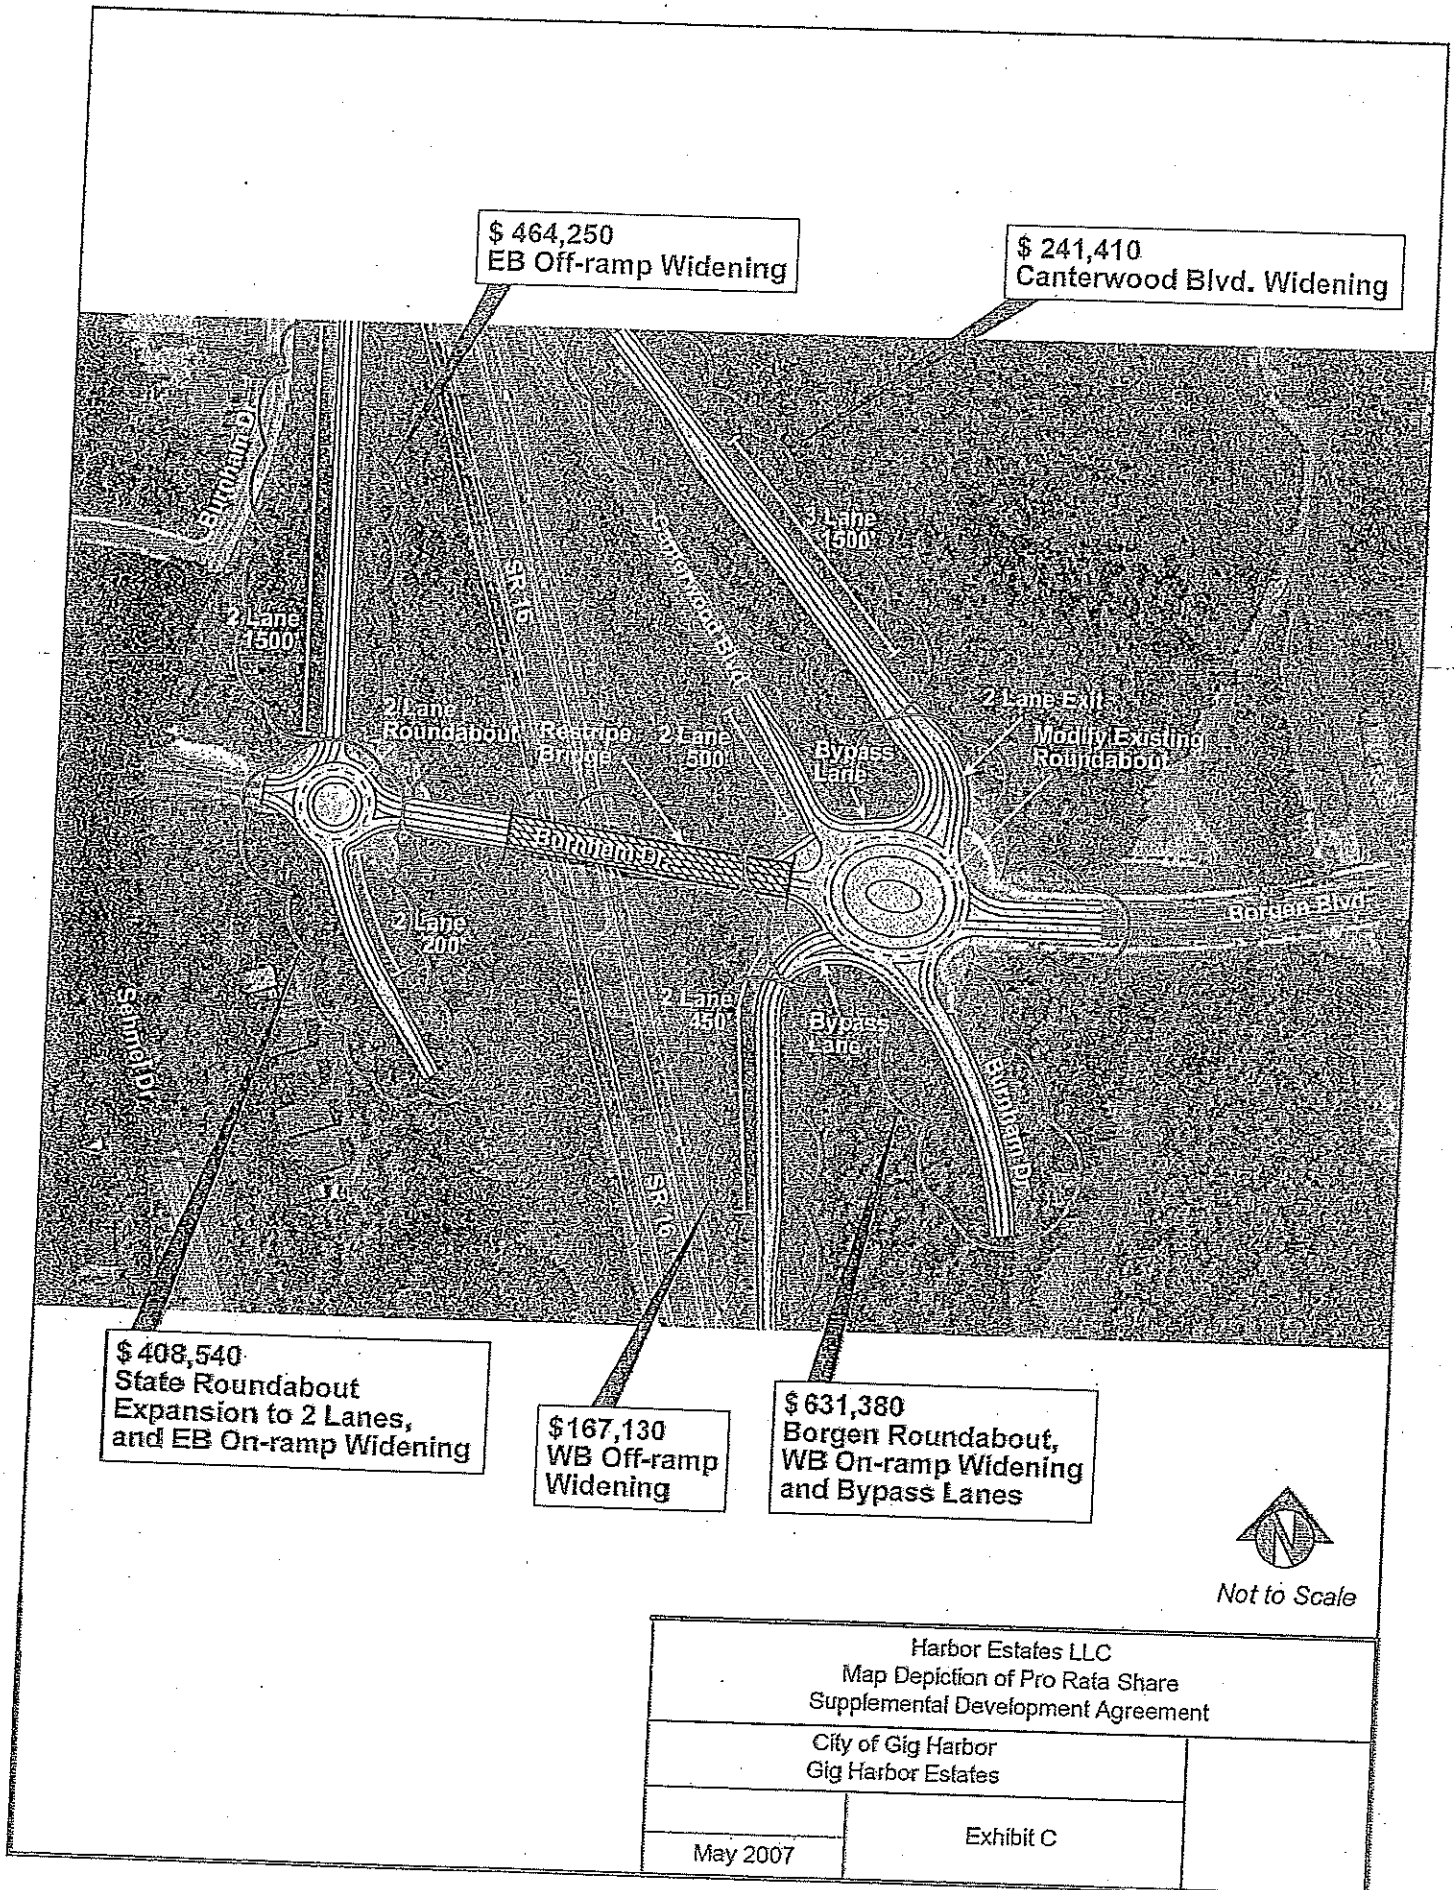 $ 464,250
EB Off-ramp Widening
$ 241,410
Canterwood Blvd. Widening
Burnham Dr
SR 16
Canterwood Blvd
3 Lane
1500'
2 Lane
1500'
2 Lane
Roundabout
Restripe
Bridge
2 Lane
500'
Bypass
Lane
2 Lane Exit
Modify Existing
Roundabout
Burnham Dr
Borgen Blvd
2 Lane
200'
2 Lane
450'
Bypass
Lane
Burnham Dr
SR 16
$ 408,540
State Roundabout
Expansion to 2 Lanes,
and EB On-ramp Widening
$167,130
WB Off-ramp
Widening
$ 631,380
Borgen Roundabout,
WB On-ramp Widening
and Bypass Lanes
N
Not to Scale
Harbor Estates LLC
Map Depiction of Pro Rata Share
Supplemental Development Agreement
City of Gig Harbor
Gig Harbor Estates
May 2007
Exhibit C